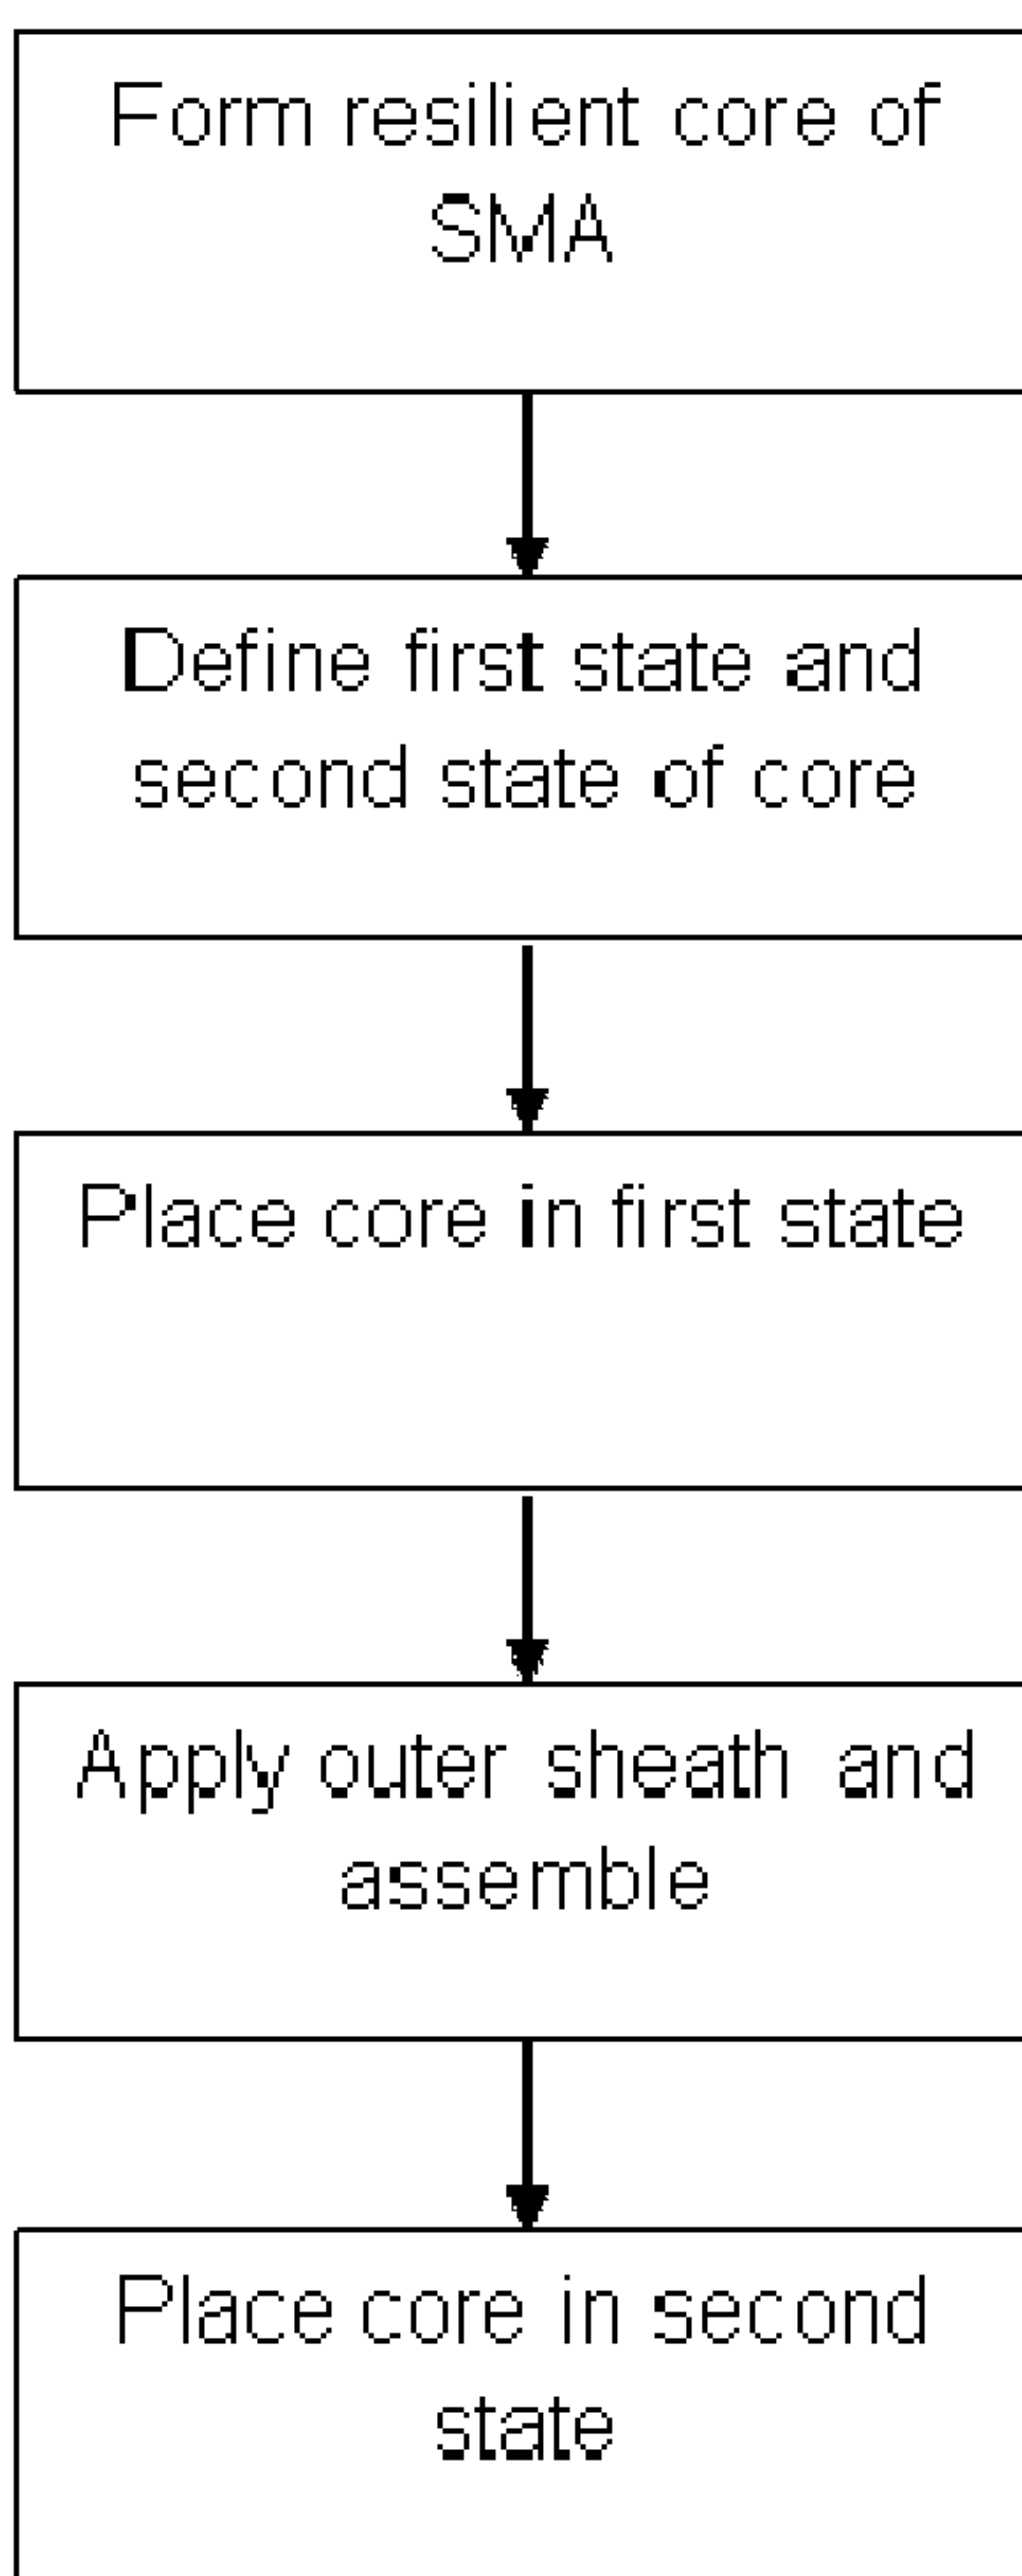 Form resilient core of
SMA
Define first state and
second state of core
Place core in first state
Apply outer sheath and
assemble
Place core in second
state